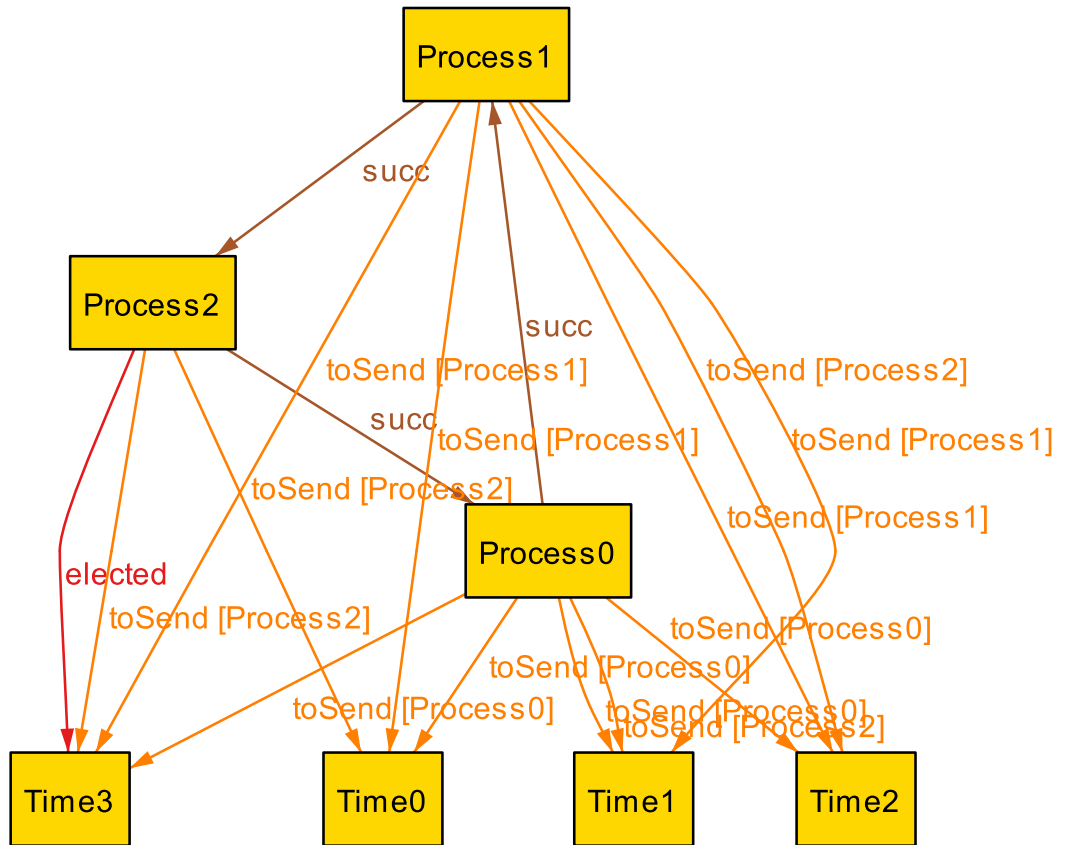 Process1
succ
Process2
succ
toSend [Process1]
toSend [Process2]
succ
toSend [Process1]
toSend [Process1]
toSend [Process2]
toSend [Process1]
Process0
elected
toSend [Process2]
toSend [Process0]
toSend [Process0]
toSend [Process0]
toSend [Process0]
toSend [Process2]
Time3
Time0
Time1
Time2